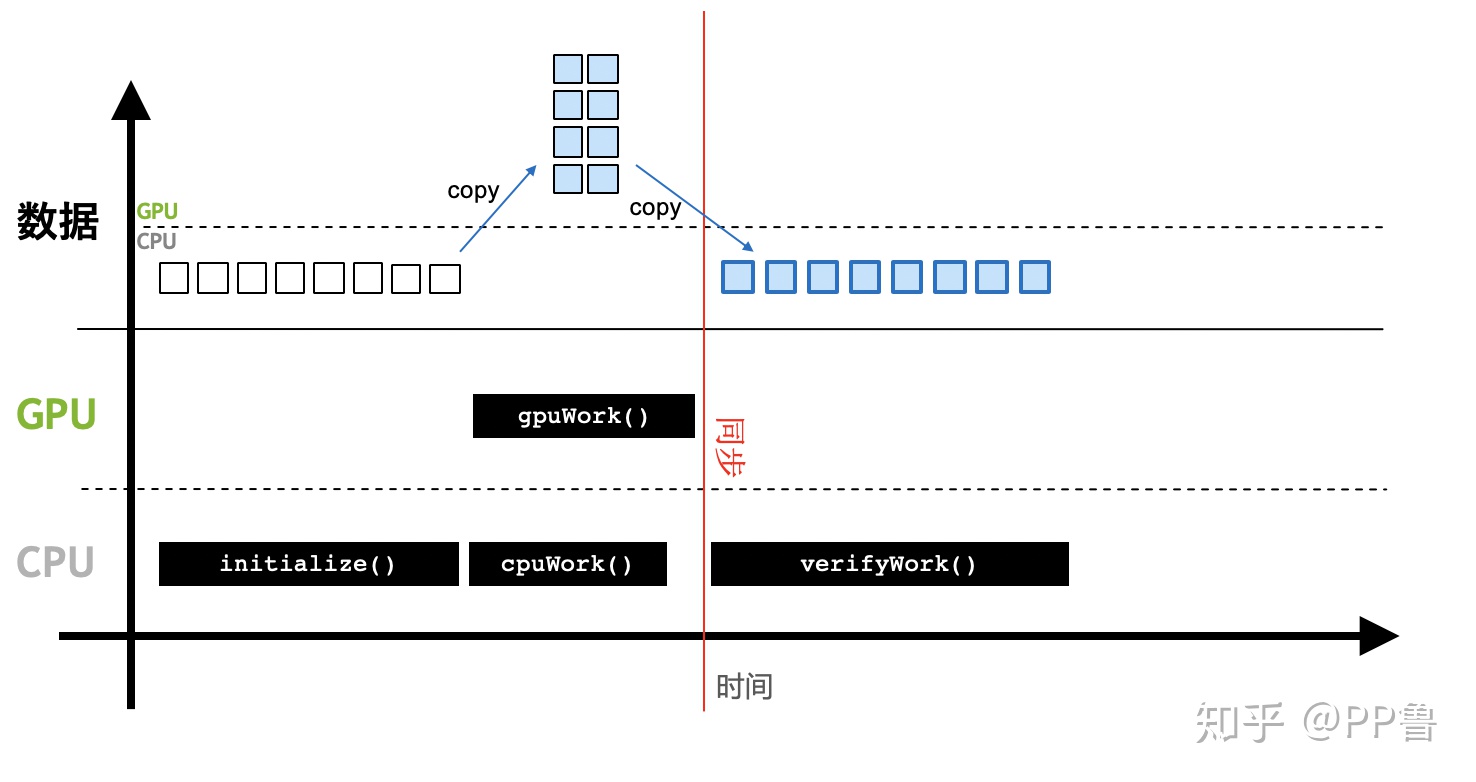 copy
copy
数据
GPU
CPU
GPU
gpuWork()
同步
CPU
initialize()
cpuWork()
verifyWork()
时间
知乎 @PP鲁